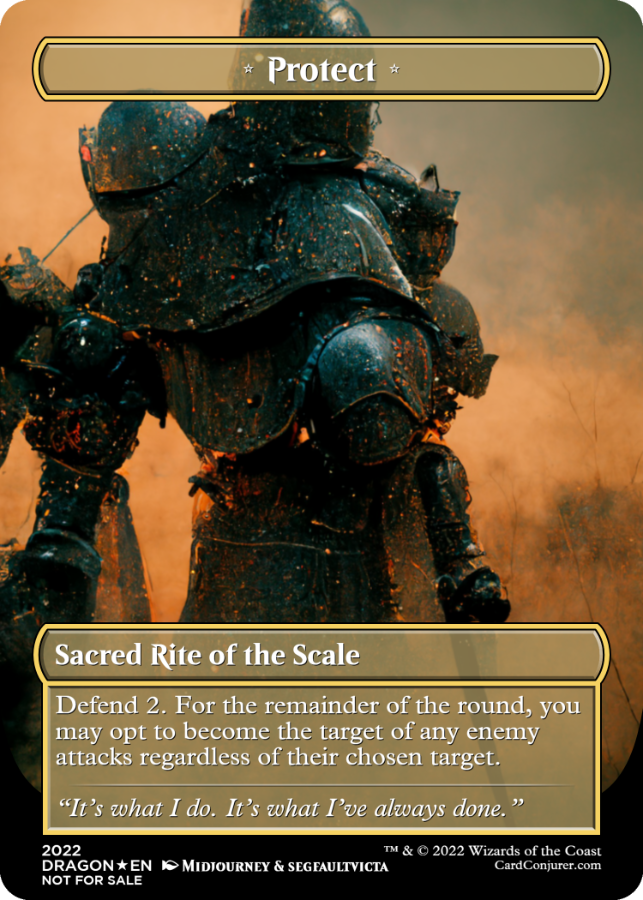 ☆ Protect ☆
Sacred Rite of the Scale
Defend 2. For the remainder of the round, you
may opt to become the target of any enemy
attacks regardless of their chosen target.
“It’s what I do. It’s what I’ve always done.”
2022
DRAGON★EN MIDJOURNEY & SEGFAULTVICTA
NOT FOR SALE
™ & © 2022 Wizards of the Coast
CardConjurer.com